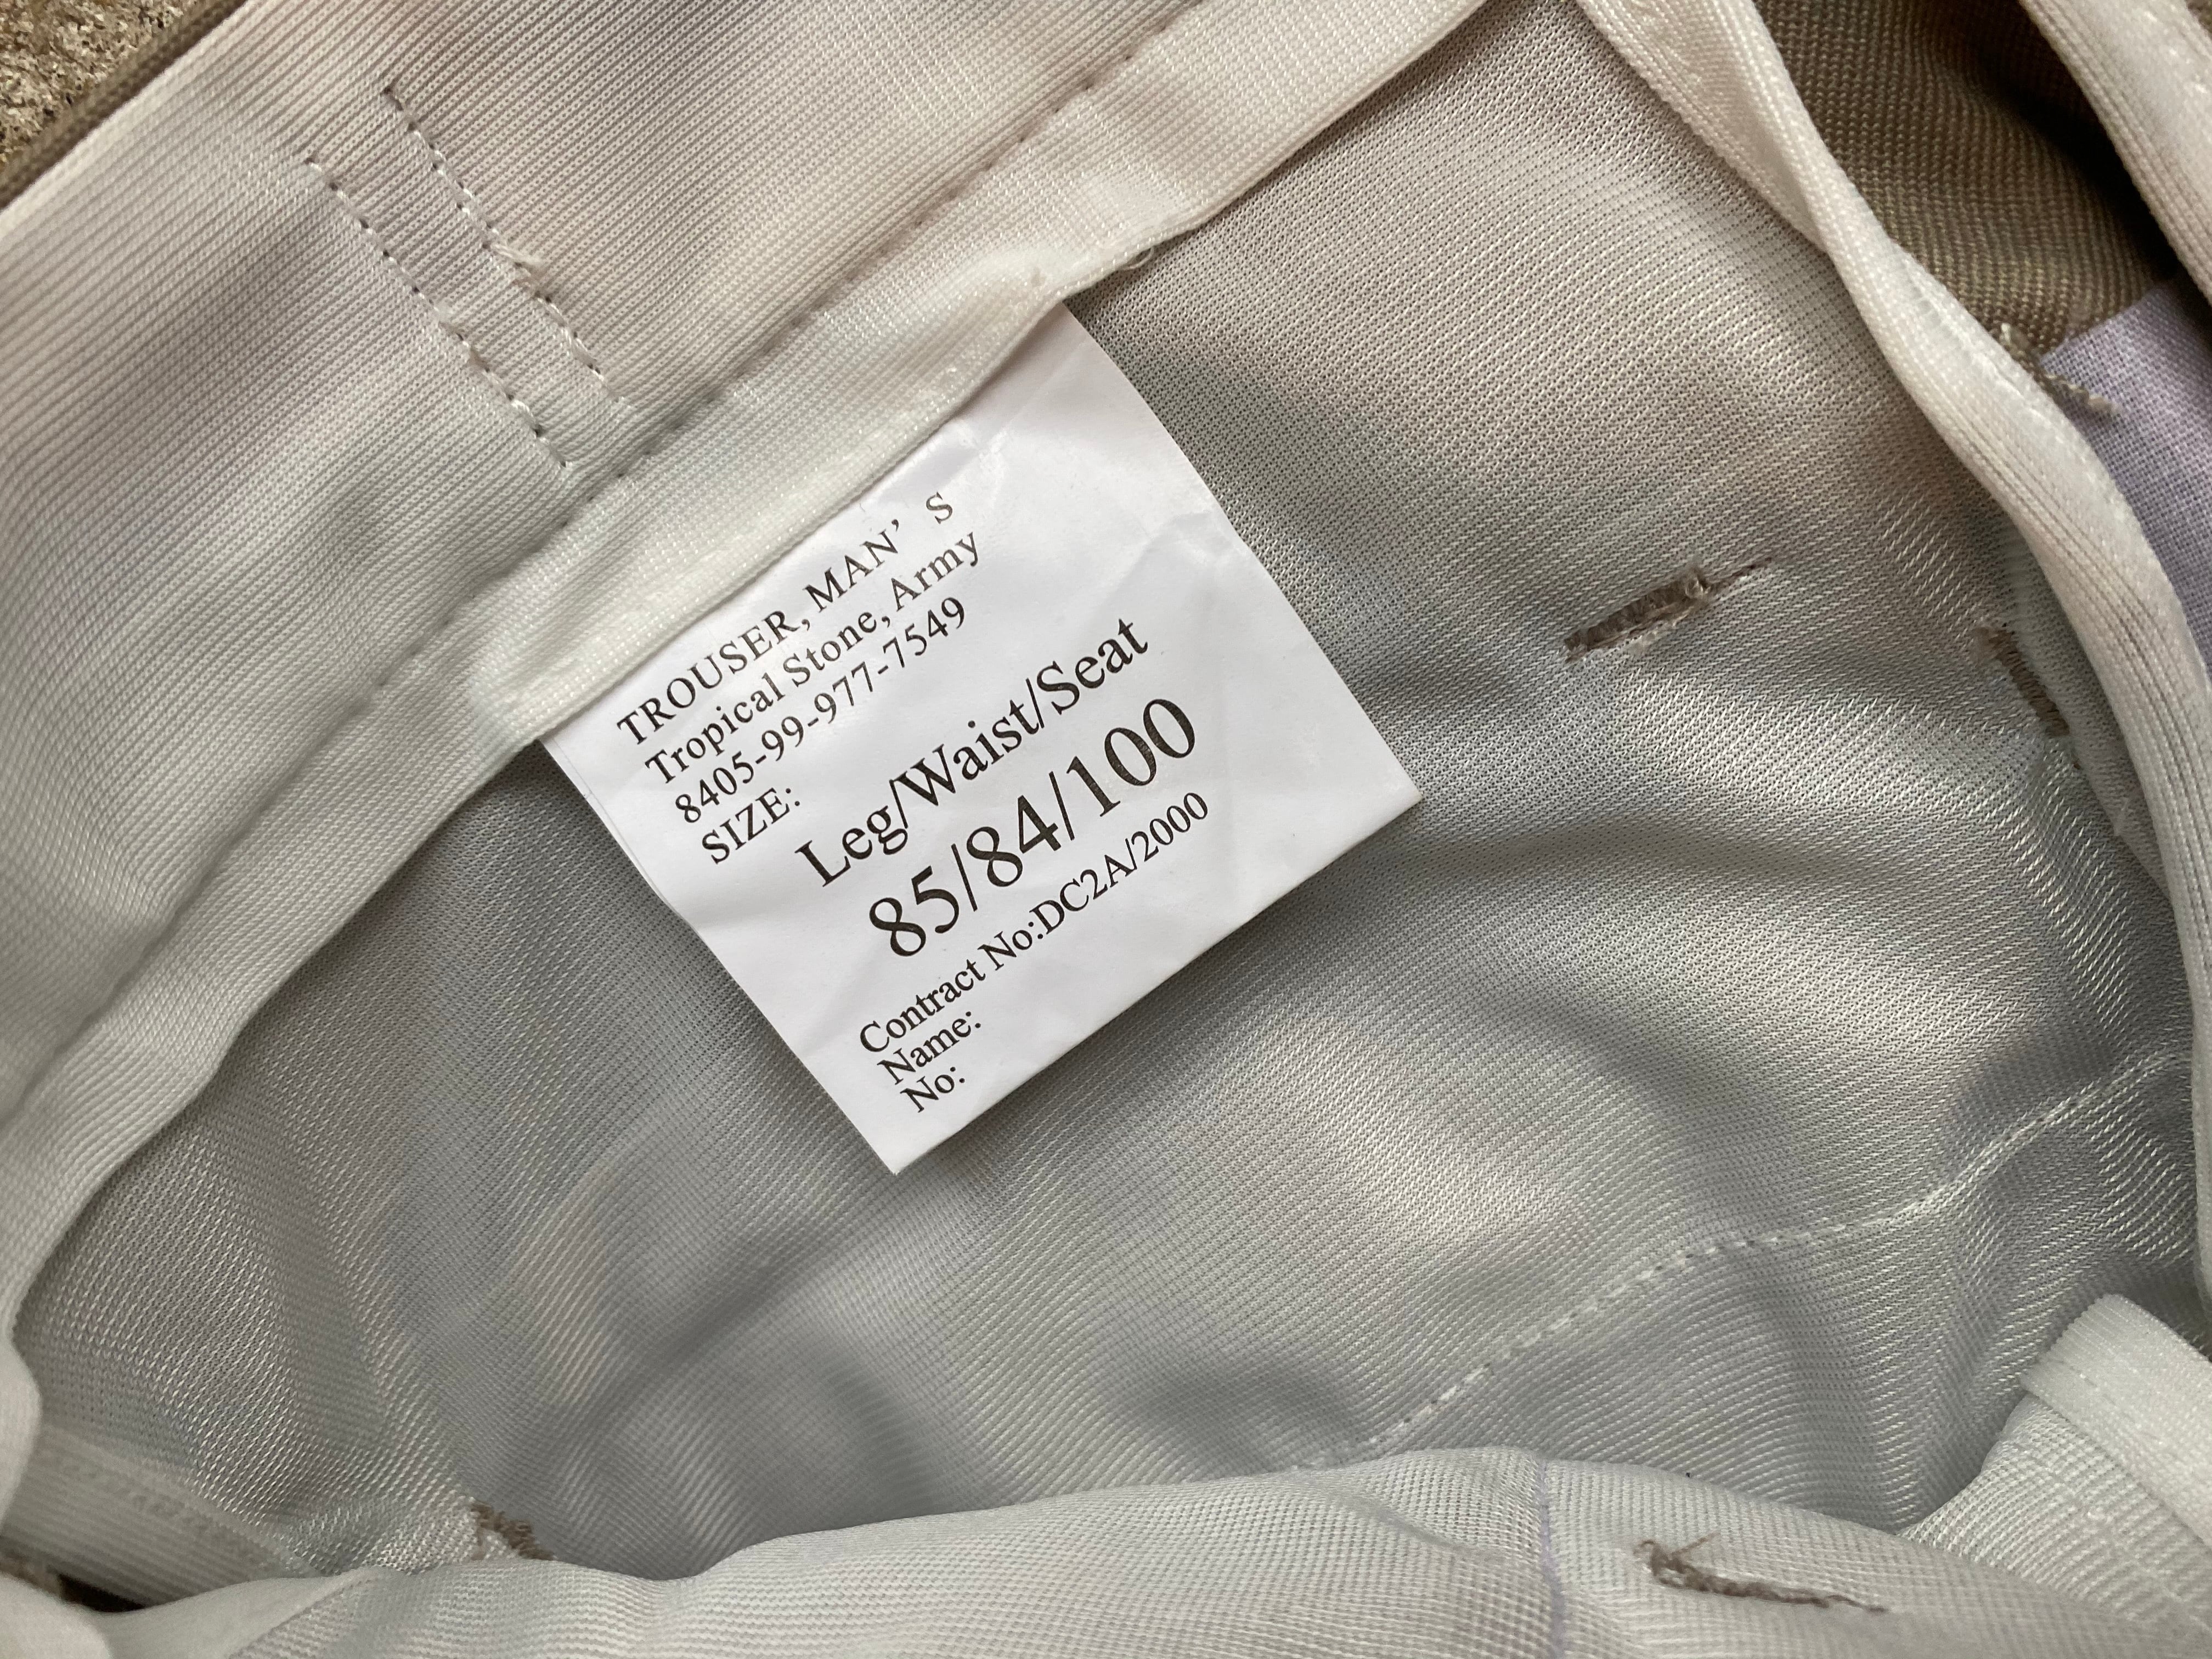 TROUSER, MAN'S
Tropical Stone, Army
8405-99-977-7549
SIZE:
Leg/Waist/Seat
85/84/100
Contract No:DC2A/2000
Name:
No: